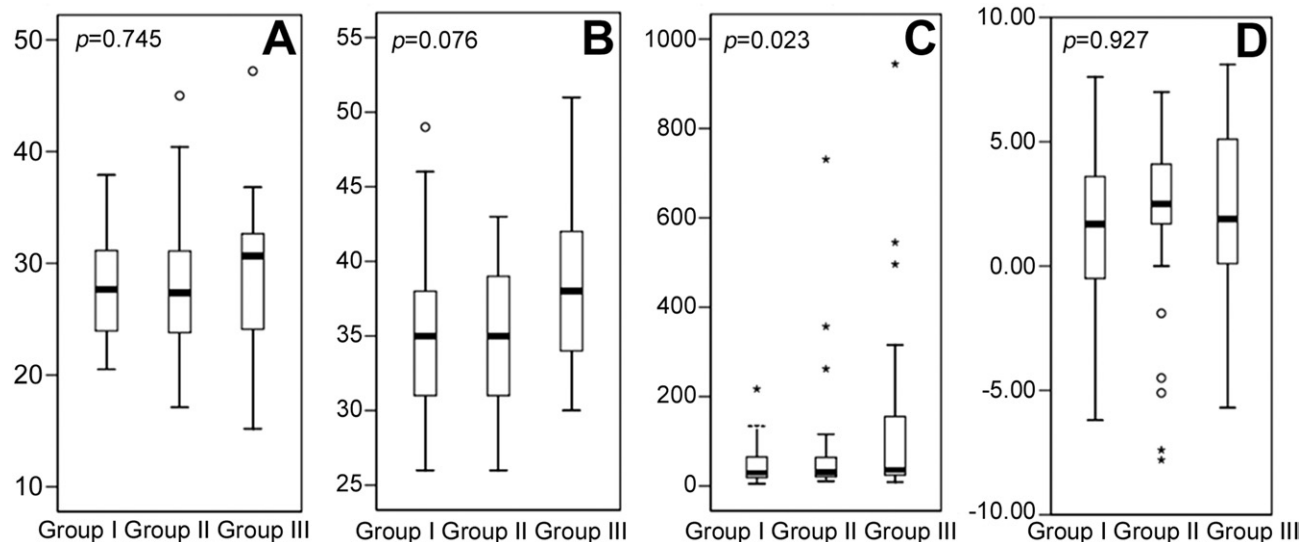 A
p=0.745
50
40
30
20
10
Group I Group II Group III
B
p=0.076
55
50
45
40
35
30
25
Group I Group II Group III
C
p=0.023
1000
800
600
400
200
0
Group I Group II Group III
D
p=0.927
10.00
5.00
0.00
-5.00
-10.00
Group I Group II Group III